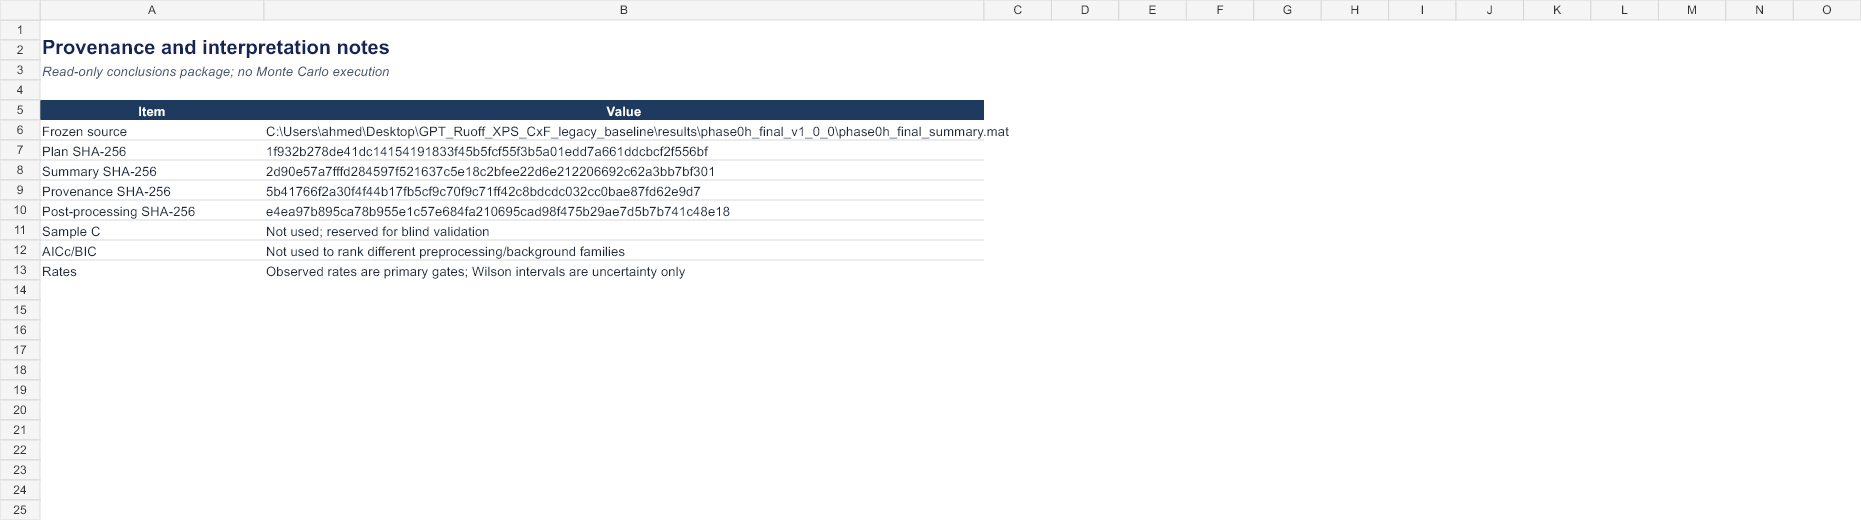 A B C D E F G H I J K L M N O
1
2 Provenance and interpretation notes
3 Read-only conclusions package; no Monte Carlo execution
4
5 Item Value
6 Frozen source C:\Users\ahmed\Desktop\GPT_Ruoff_XPS_CxF_legacy_baseline\results\phase0h_final_v1_0_0\phase0h_final_summary.mat
7 Plan SHA-256 1f932b278de41dc14154191833f45b5fcf55f3b5a01edd7a661ddcbcf2f556bf
8 Summary SHA-256 2d90e57a7fffd284597f521637c5e18c2bfee22d6e212206692c62a3bb7bf301
9 Provenance SHA-256 5b41766f2a30f4f44b17fb5cf9c70f9c71ff42c8bdcdc032cc0bae87fd62e9d7
10 Post-processing SHA-256 e4ea97b895ca78b955e1c57e684fa210695cad98f475b29ae7d5b7b741c48e18
11 Sample C Not used; reserved for blind validation
12 AICc/BIC Not used to rank different preprocessing/background families
13 Rates Observed rates are primary gates; Wilson intervals are uncertainty only
14
15
16
17
18
19
20
21
22
23
24
25